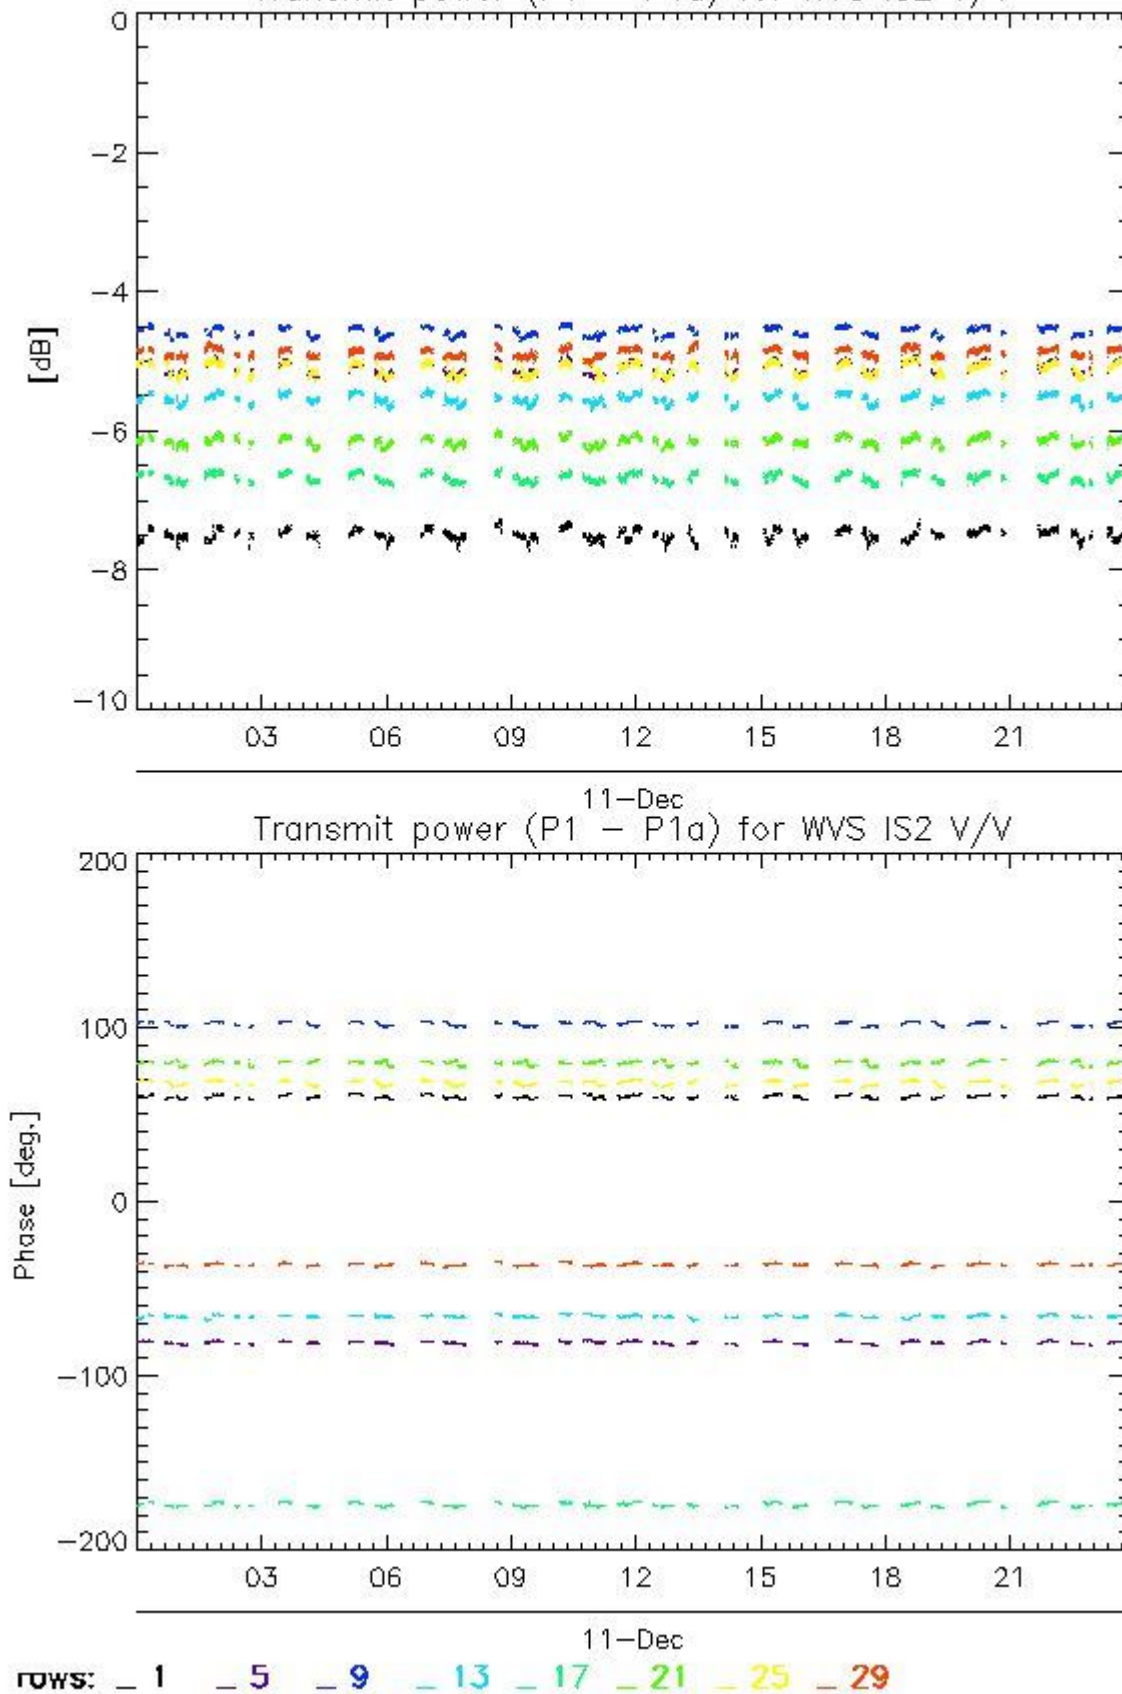 0
-2
-4
[dB]
-6
-8
-10
03 06 09 12 15 18 21
11-Dec
Transmit power (P1 - P1a) for WVS IS2 V/V
200
100
Phase [deg.]
0
-100
-200
03 06 09 12 15 18 21
11-Dec
rows: _ 1 _ 5 _ 9 _ 13 _ 17 _ 21 _ 25 _ 29